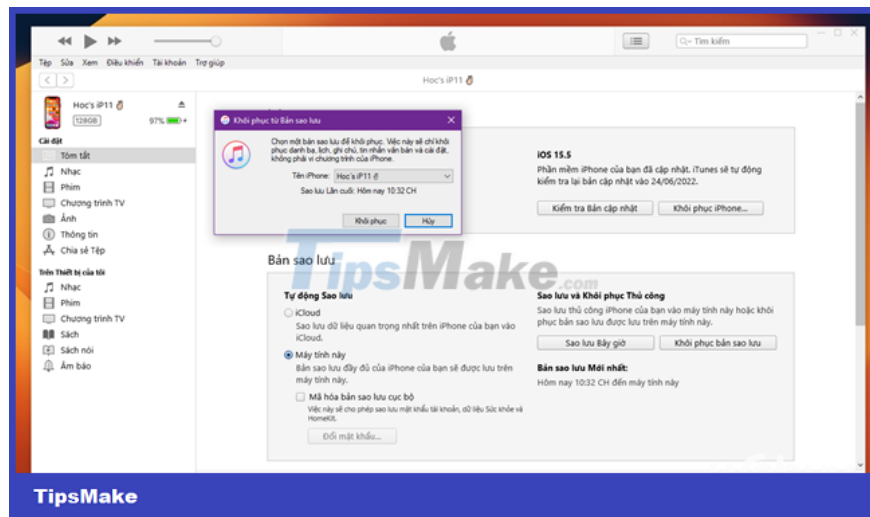 Tìm kiếm
Tệp Sửa Xem Điều khiển Tài khoản Trợ giúp
Hoc's iP11
Hoc's iP11
128GB
97%
Cài đặt
Tóm tắt
Nhạc
Phim
Chương trình TV
Ảnh
Thông tin
Chia sẻ Tệp
Trên Thiết bị của tôi
Nhạc
Phim
Chương trình TV
Sách
Sách nói
Âm báo
Khôi phục từ Bản sao lưu
Chọn một bản sao lưu để khôi phục. Việc này sẽ chỉ khôi
phục danh bạ, lịch, ghi chú, tin nhắn văn bản và cài đặt,
không phải vi chương trình của iPhone.
Tên iPhone: Hoc's iP11
Sao lưu Lần cuối: Hôm nay 10:32 CH
Khôi phục Hủy
iOS 15.5
Phần mềm iPhone của bạn đã cập nhật. iTunes sẽ tự động
kiểm tra lại bản cập nhật vào 24/06/2022.
Kiểm tra Bản cập nhật Khôi phục iPhone...
Bản sao lưu
TipsMake.com
Tự động Sao lưu
iCloud
Sao lưu dữ liệu quan trọng nhất trên iPhone của bạn vào
iCloud.
Máy tính này
Bản sao lưu đầy đủ của iPhone của bạn sẽ được lưu trên
máy tính này.
Mã hóa bản sao lưu cục bộ
Việc này sẽ cho phép sao lưu mật khẩu tài khoản, dữ liệu Sức khỏe và
HomeKit.
Đổi mật khẩu...
Sao lưu và Khôi phục Thủ công
Sao lưu thủ công iPhone của bạn vào máy tính này hoặc khôi
phục bản sao lưu được lưu trên máy tính này.
Sao lưu Bây giờ Khôi phục bản sao lưu
Bản sao lưu Mới nhất:
Hôm nay 10:32 CH đến máy tính này
TipsMake